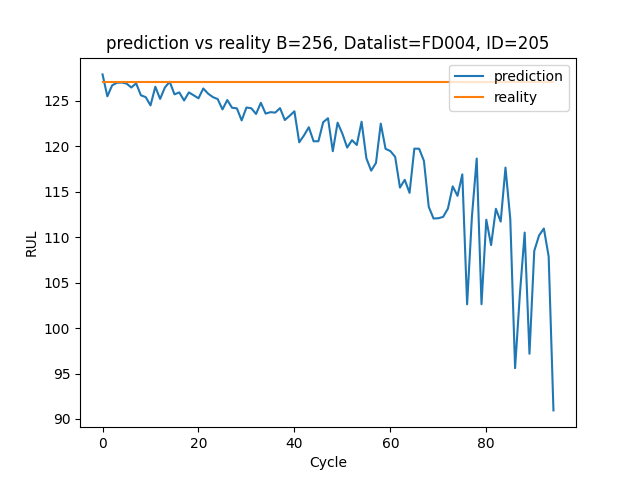 prediction vs reality B=256, Datalist=FD004, ID=205
prediction
reality
125
120
115
110
105
100
95
90
RUL
0 20 40 60 80
Cycle